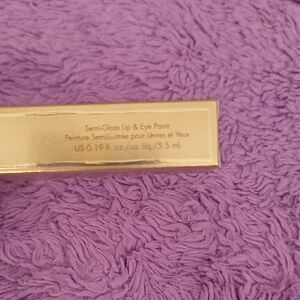 Semi-Gloss Lip & Eye Paint
Peinture Semi-Lustrée pour Lèvres et Yeux
US 0.19 fl. oz./oz. liq./5.5 ml